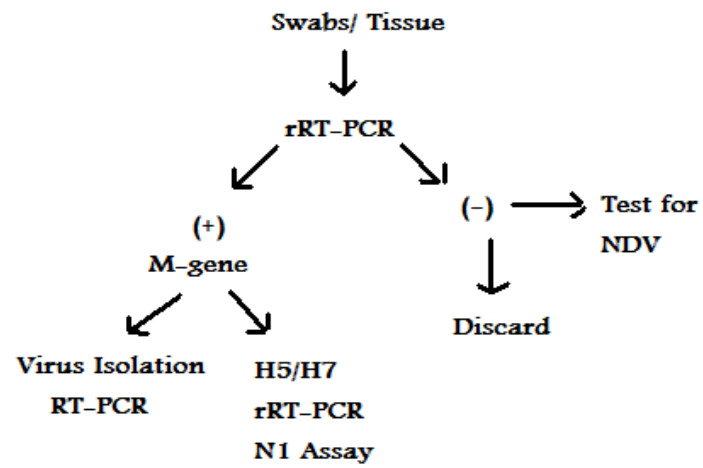 Swabs/ Tissue
rRT-PCR
(+)
M-gene
(-)
Test for
NDV
Discard
Virus Isolation
RT-PCR
H5/H7
rRT-PCR
N1 Assay